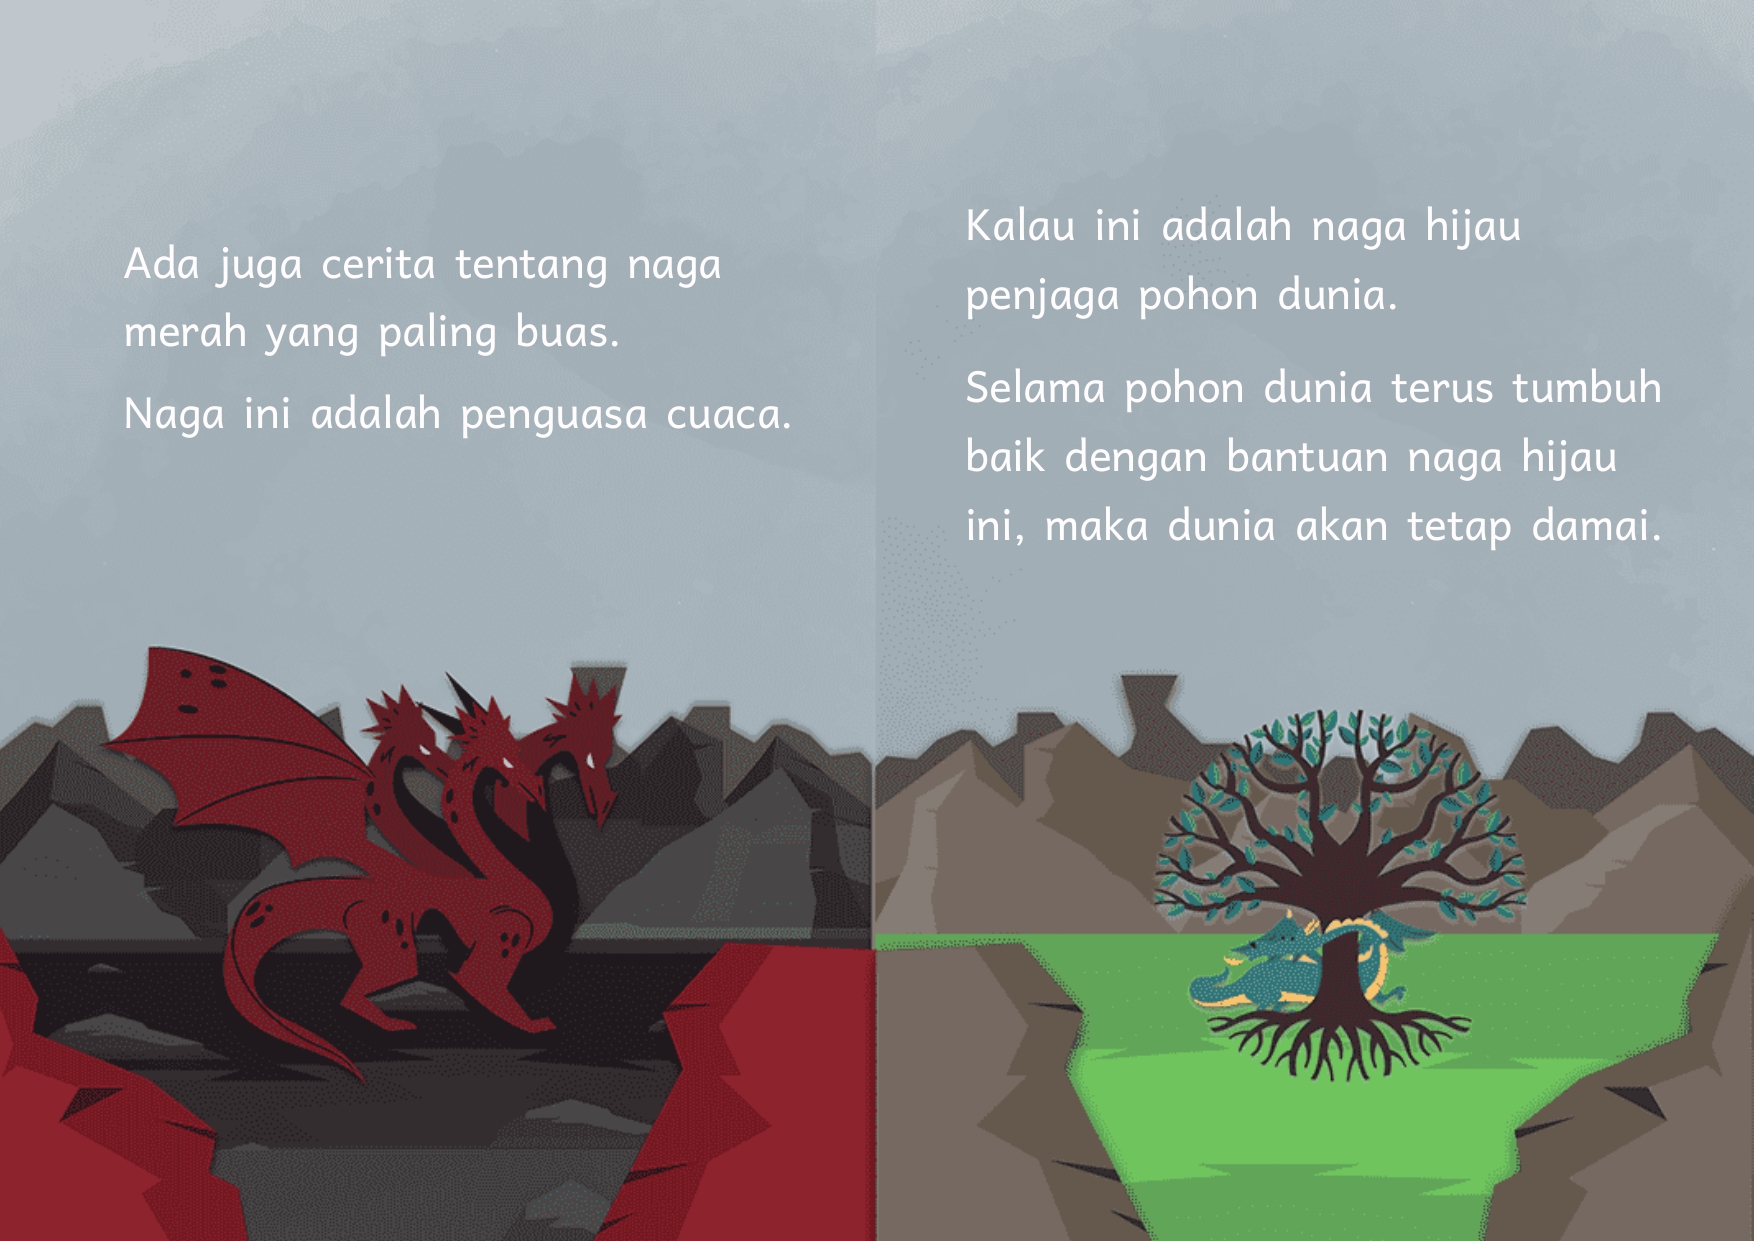 Ada juga cerita tentang naga
merah yang paling buas.
Naga ini adalah penguasa cuaca.
Kalau ini adalah naga hijau
penjaga pohon dunia.
Selama pohon dunia terus tumbuh
baik dengan bantuan naga hijau
ini, maka dunia akan tetap damai.